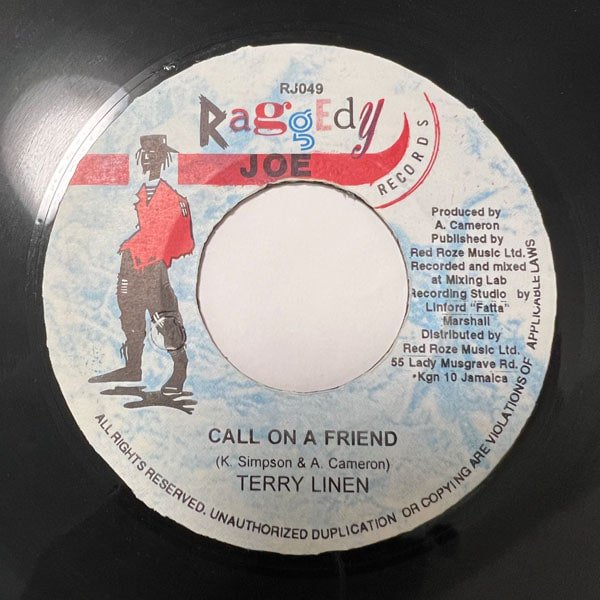 RJ049
RaggEdy
JOE
RECORDS
Produced by
A. Cameron
Published by
Red Roze Music Ltd.
Recorded and mixed
at Mixing Lab
Recording Studio by
Linford "Fatta"
Marshall
Distributed by
Red Roze Music Ltd.
55 Lady Musgrave Rd.
•Kgn 10 Jamaica
CALL ON A FRIEND
(K. Simpson & A. Cameron)
TERRY LINEN
ALL RIGHTS RESERVED. UNAUTHORIZED DUPLICATION OR COPYING ARE VIOLATIONS OF APPLICABLE LAWS